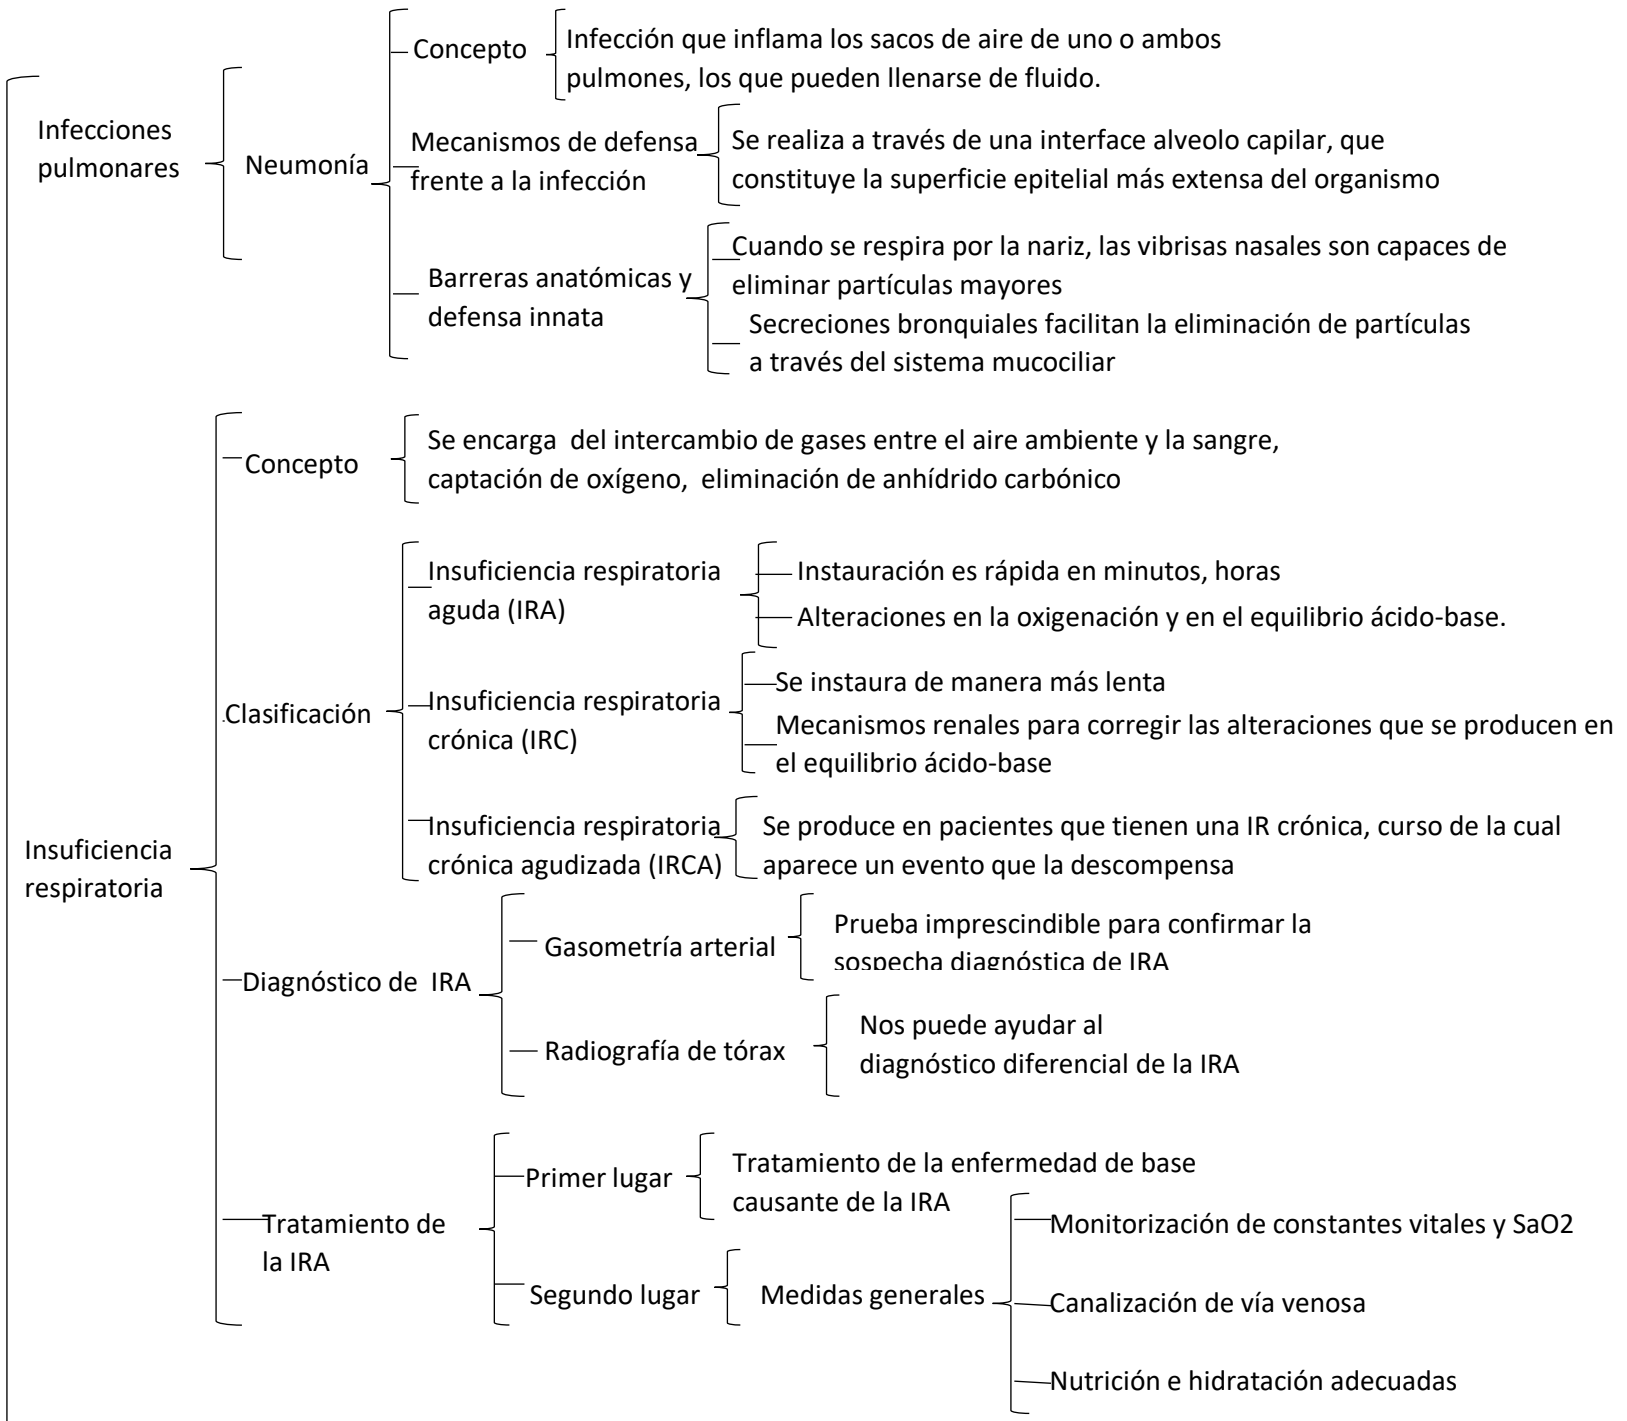 Infecciones
pulmonares
Neumonía
Concepto
Infección que inflama los sacos de aire de uno o ambos
pulmones, los que pueden llenarse de fluido.
Mecanismos de defensa
frente a la infección
Se realiza a través de una interface alveolo capilar, que
constituye la superficie epitelial más extensa del organismo
Barreras anatómicas y
defensa innata
Cuando se respira por la nariz, las vibrisas nasales son capaces de
eliminar partículas mayores
Secreciones bronquiales facilitan la eliminación de partículas
a través del sistema mucociliar
Insuficiencia
respiratoria
Concepto
Se encarga del intercambio de gases entre el aire ambiente y la sangre,
captación de oxígeno, eliminación de anhídrido carbónico
Clasificación
Insuficiencia respiratoria
aguda (IRA)
Instauración es rápida en minutos, horas
Alteraciones en la oxigenación y en el equilibrio ácido-base.
Insuficiencia respiratoria
crónica (IRC)
Se instaura de manera más lenta
Mecanismos renales para corregir las alteraciones que se producen en
el equilibrio ácido-base
Insuficiencia respiratoria
crónica agudizada (IRCA)
Se produce en pacientes que tienen una IR crónica, curso de la cual
aparece un evento que la descompensa
Diagnóstico de IRA
Gasometría arterial
Prueba imprescindible para confirmar la
sospecha diagnóstica de IRA
Radiografía de tórax
Nos puede ayudar al
diagnóstico diferencial de la IRA
Tratamiento de
la IRA
Primer lugar
Tratamiento de la enfermedad de base
causante de la IRA
Segundo lugar
Medidas generales
Monitorización de constantes vitales y SaO2
Canalización de vía venosa
Nutrición e hidratación adecuadas